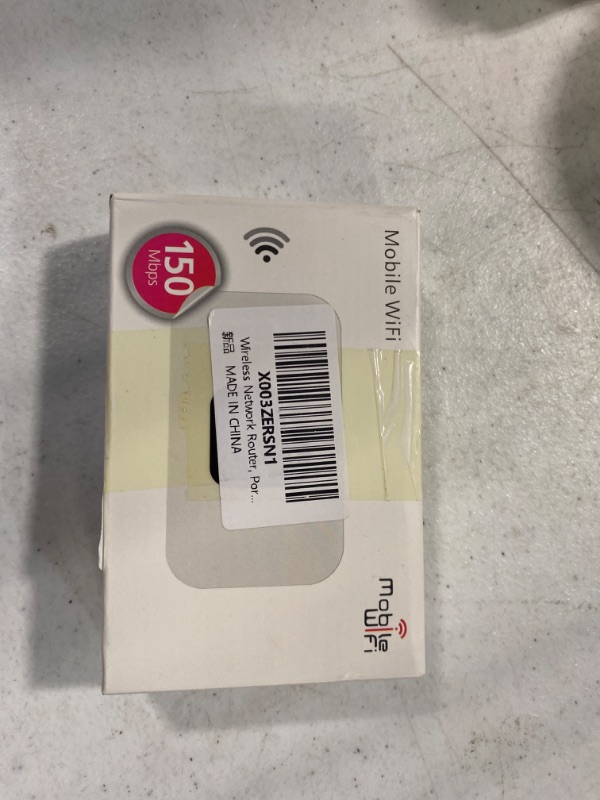 Mobile WiFi
150
Mbps
X003ZERSN1
Wireless Network Router, Por...
新品 MADE IN CHINA
Mobile
WiFi